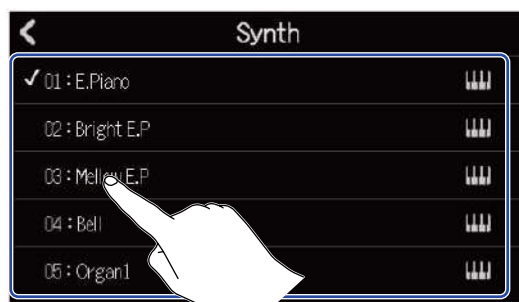 Synth
01 : E.Piano
02 : Bright E.P
03 : Mellow E.P
04 : Bell
05 : Organ1